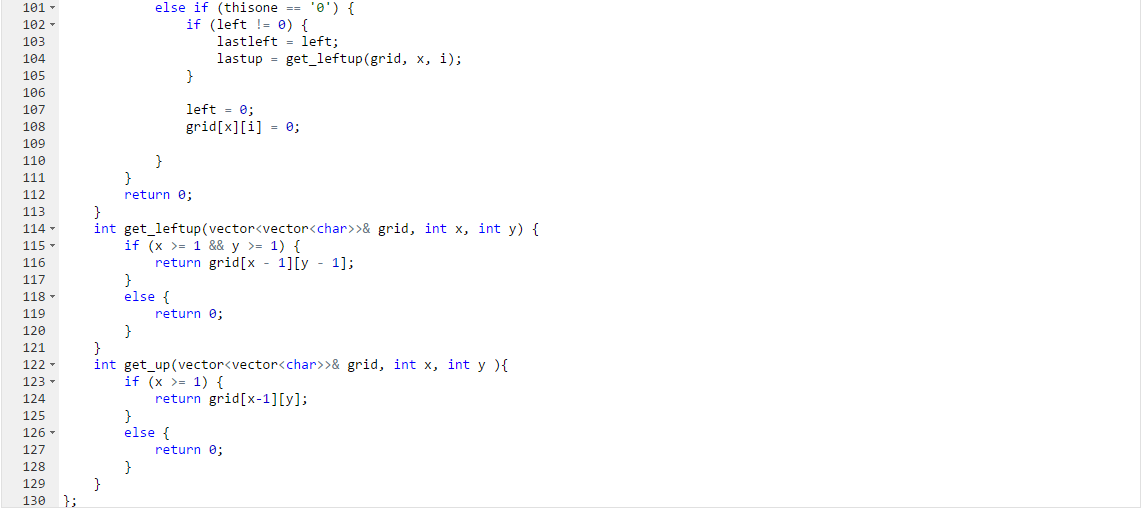 101 else if (thisone == '0') {
102 if (left != 0) {
103 lastleft = left;
104 lastup = get_leftup(grid, x, i);
105 }
106
107 left = 0;
108 grid[x][i] = 0;
109
110 }
111 }
112 return 0;
113 }
114 int get_leftup(vector<vector<char>>& grid, int x, int y) {
115 if (x >= 1 && y >= 1) {
116 return grid[x - 1][y - 1];
117 }
118 else {
119 return 0;
120 }
121 }
122 int get_up(vector<vector<char>>& grid, int x, int y ){
123 if (x >= 1) {
124 return grid[x-1][y];
125 }
126 else {
127 return 0;
128 }
129 }
130 };